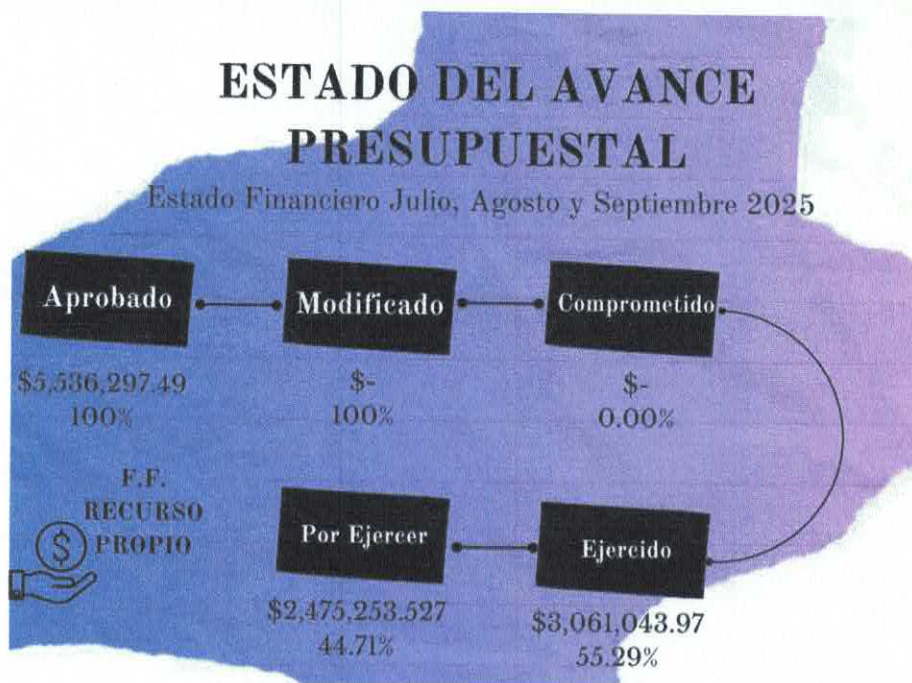 ESTADO DEL AVANCE
PRESUPUESTAL
Estado Financiero Julio, Agosto y Septiembre 2025
Aprobado
Modificado
Comprometido
$5,536,297.49
100%
$-
100%
$-
0.00%
F.F.
RECURSO
PROPIO
$
Por Ejercer
Ejercido
$2,475,253.527
44.71%
$3,061,043.97
55.29%